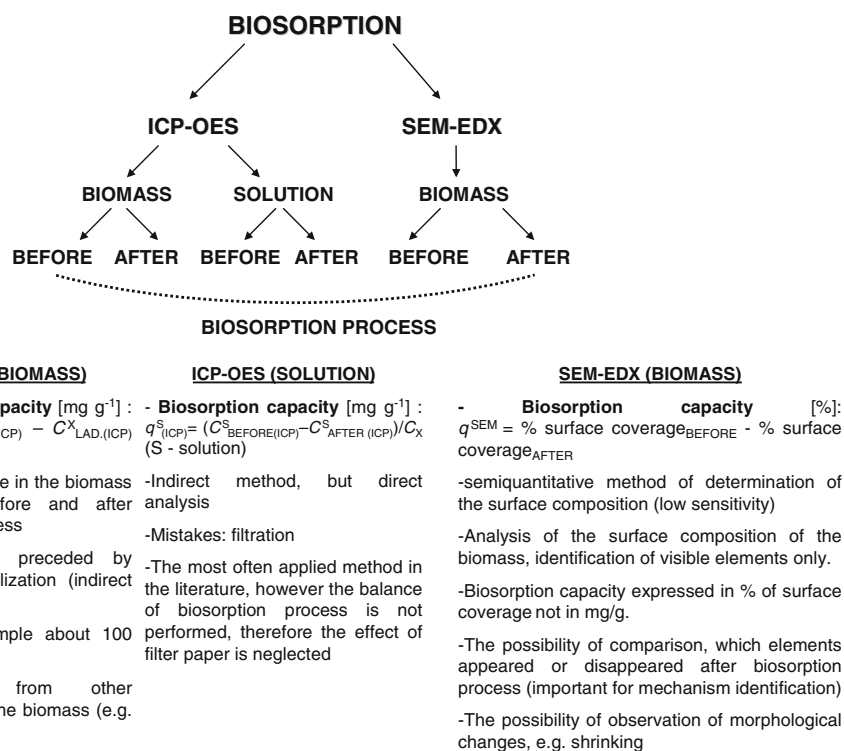 BIOSORPTION
ICP-OES SEM-EDX
BIOMASS SOLUTION BIOMASS
BEFORE AFTER BEFORE AFTER BEFORE AFTER
BIOSORPTION PROCESS
BIOMASS)
pacity [mg g-1] :
ICP) – CXLAD.(ICP)
e in the biomass
fore and after
ess
preceded by
lization (indirect
mple about 100
from other
ne biomass (e.g.
ICP-OES (SOLUTION)
- Biosorption capacity [mg g-1] :
qS(ICP)= (CSBEFORE(ICP)–CSAFTER (ICP))/CX
(S - solution)
-Indirect method, but direct
analysis
-Mistakes: filtration
-The most often applied method in
the literature, however the balance
of biosorption process is not
performed, therefore the effect of
filter paper is neglected
SEM-EDX (BIOMASS)
- Biosorption capacity [%]:
qSEM = % surface coverageBEFORE - % surface
coverageAFTER
-semiquantitative method of determination of
the surface composition (low sensitivity)
-Analysis of the surface composition of the
biomass, identification of visible elements only.
-Biosorption capacity expressed in % of surface
coverage not in mg/g.
-The possibility of comparison, which elements
appeared or disappeared after biosorption
process (important for mechanism identification)
-The possibility of observation of morphological
changes, e.g. shrinking